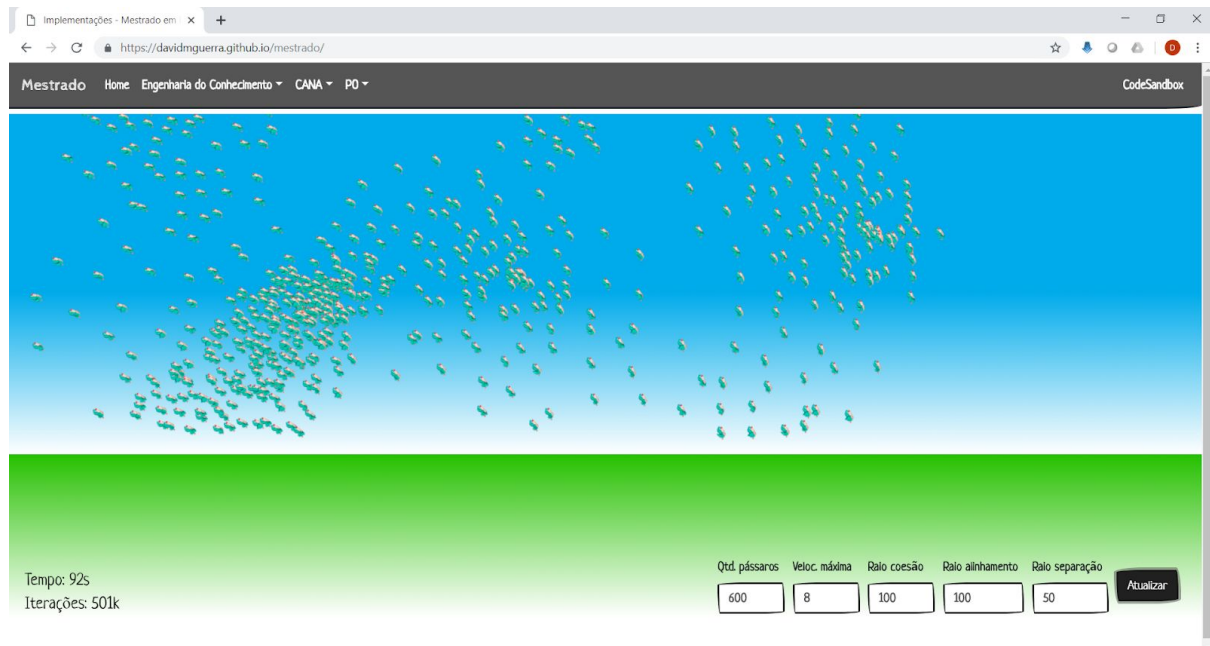 Implementações - Mestrado em
https://davidmguerra.github.io/mestrado/
D
Mestrado Home Engenharia do Conhecimento CANA PO CodeSandbox
Qtd. pássaros Veloc. máxima Raio coesão Raio alinhamento Raio separação
600 8 100 100 50 Atualizar
Tempo: 92s
Iterações: 501k